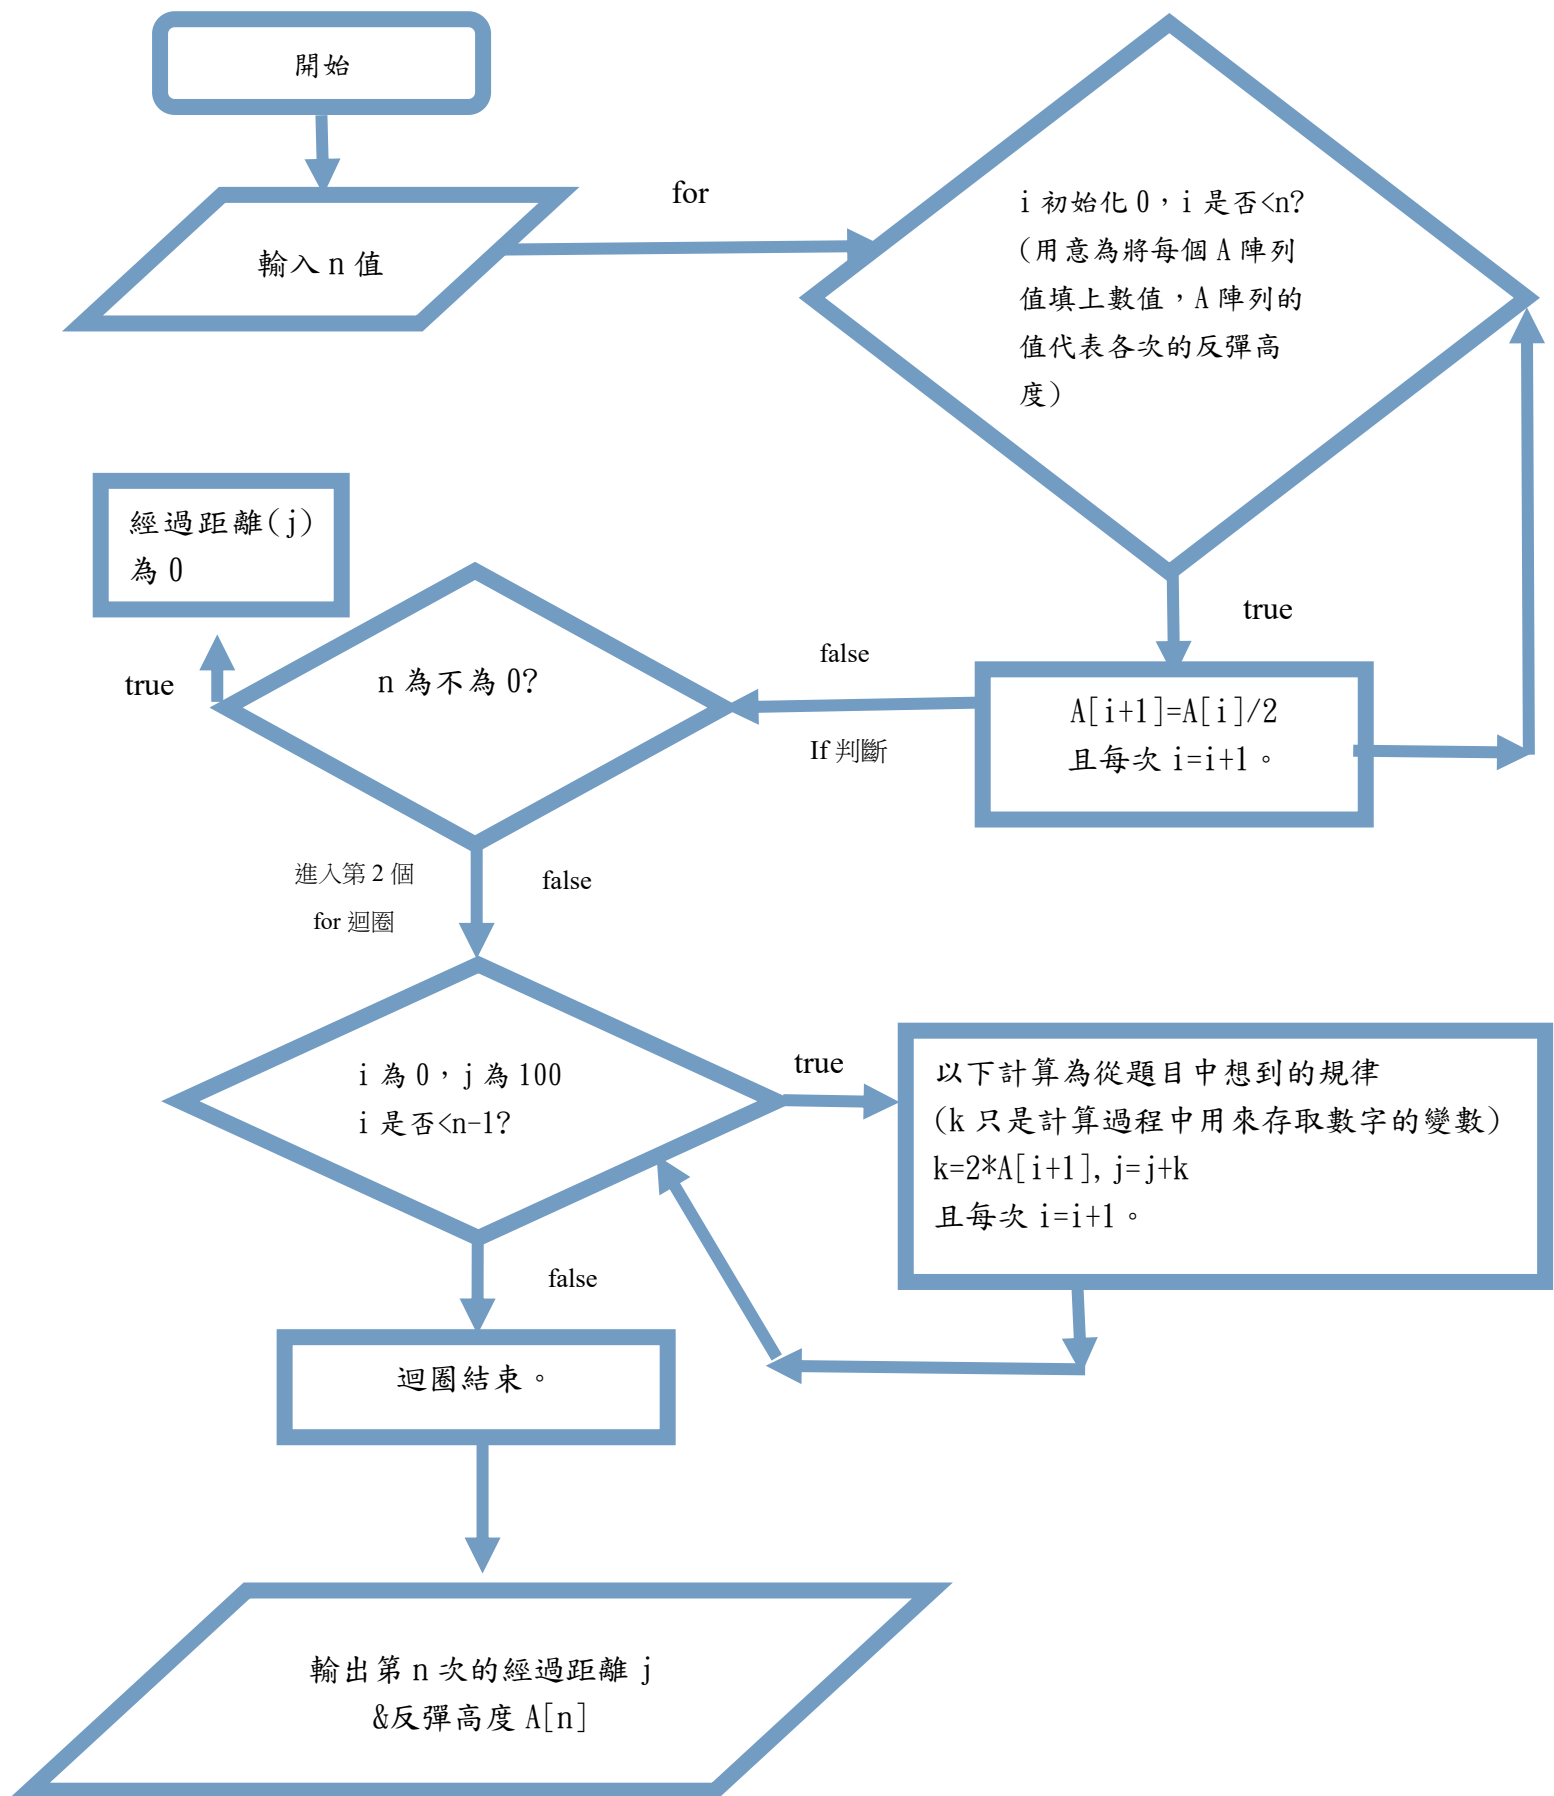 開始
輸入 n 值
for
i 初始化 0，i 是否<n?
(用意為將每個 A 陣列
值填上數值，A 陣列的
值代表各次的反彈高
度)
true
A[i+1]=A[i]/2
且每次 i=i+1。
false
If 判斷
n 為不為 0?
true
經過距離(j)
為 0
false
進入第 2 個
for 迴圈
i 為 0，j 為 100
i 是否<n-1?
true
以下計算為從題目中想到的規律
(k 只是計算過程中用來存取數字的變數)
k=2*A[i+1], j=j+k
且每次 i=i+1。
false
迴圈結束。
輸出第 n 次的經過距離 j
&反彈高度 A[n]